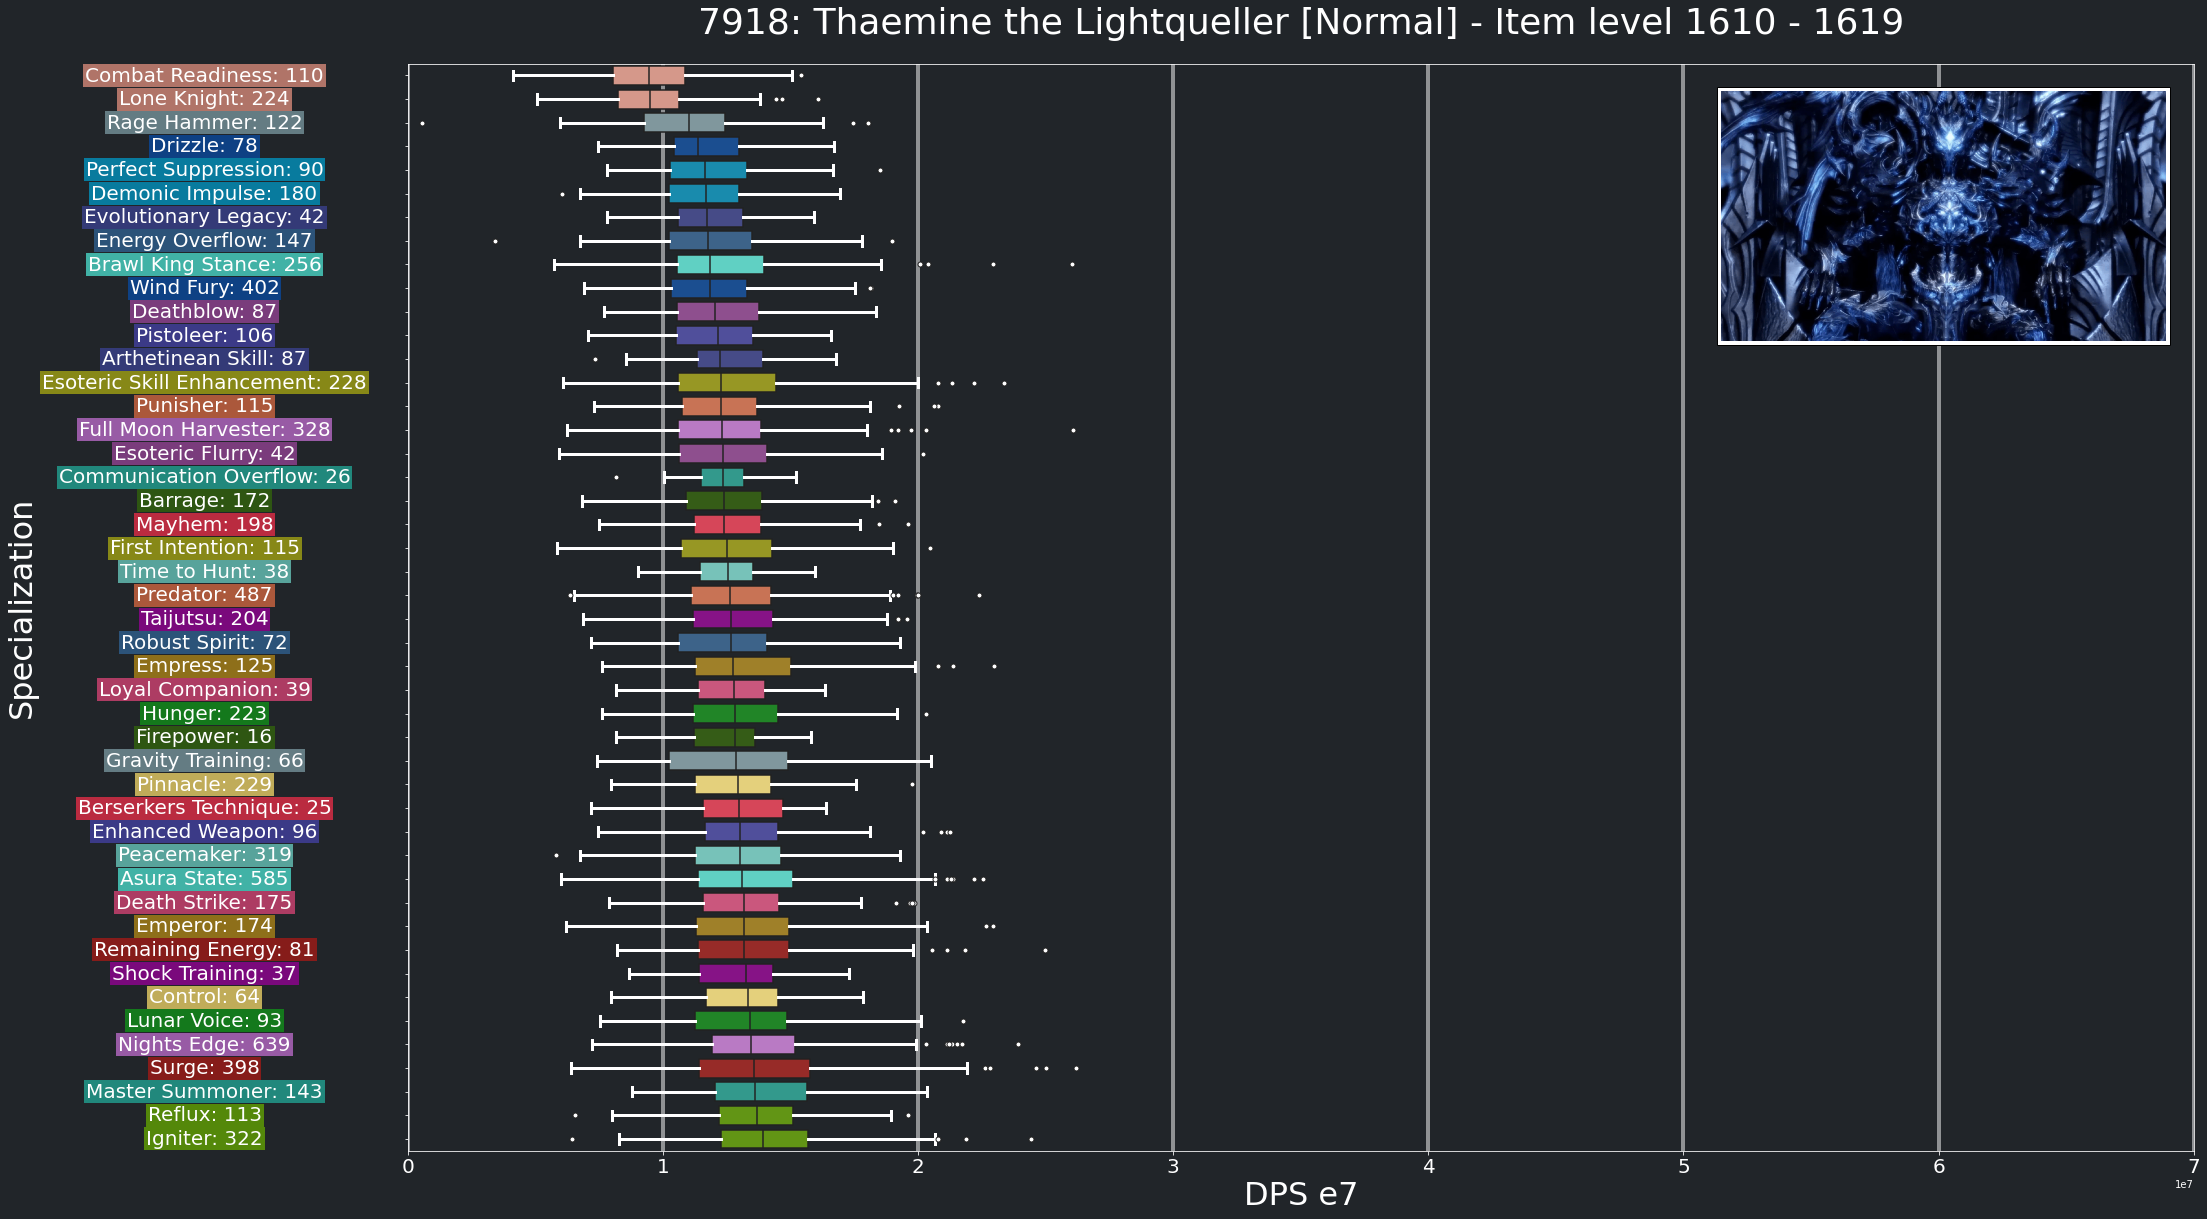 7918: Thaemine the Lightqueller [Normal] - Item level 1610 - 1619
Combat Readiness: 110
Lone Knight: 224
Rage Hammer: 122
Drizzle: 78
Perfect Suppression: 90
Demonic Impulse: 180
Evolutionary Legacy: 42
Energy Overflow: 147
Brawl King Stance: 256
Wind Fury: 402
Deathblow: 87
Pistoleer: 106
Arthetinean Skill: 87
Esoteric Skill Enhancement: 228
Punisher: 115
Full Moon Harvester: 328
Esoteric Flurry: 42
Communication Overflow: 26
Barrage: 172
Mayhem: 198
First Intention: 115
Time to Hunt: 38
Predator: 487
Taijutsu: 204
Robust Spirit: 72
Empress: 125
Loyal Companion: 39
Hunger: 223
Firepower: 16
Gravity Training: 66
Pinnacle: 229
Berserkers Technique: 25
Enhanced Weapon: 96
Peacemaker: 319
Asura State: 585
Death Strike: 175
Emperor: 174
Remaining Energy: 81
Shock Training: 37
Control: 64
Lunar Voice: 93
Nights Edge: 639
Surge: 398
Master Summoner: 143
Reflux: 113
Igniter: 322
Specialization
0 1 2 3 4 5 6 7
1e7
DPS e7